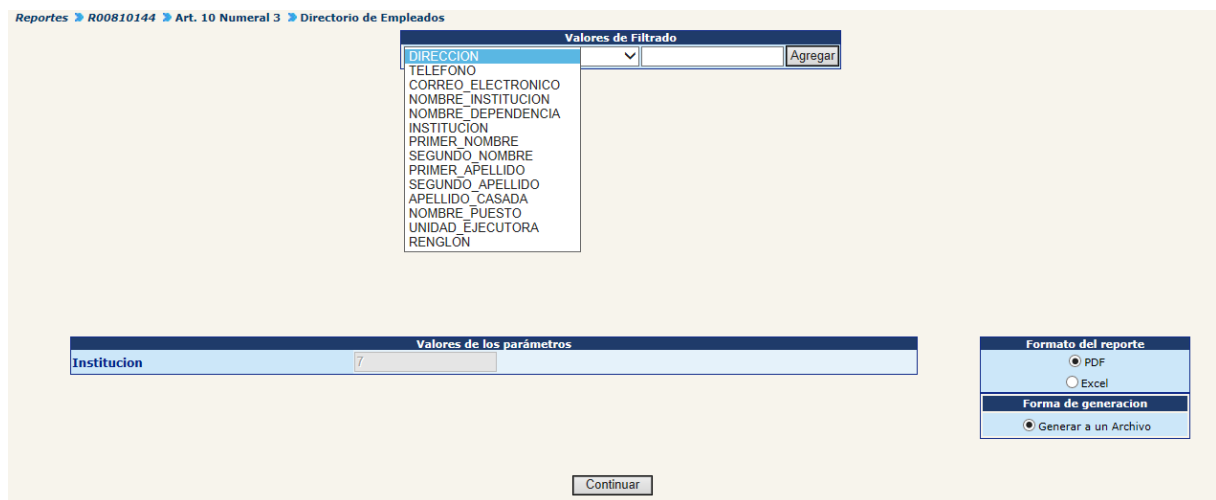 Reportes R00810144 Art. 10 Numeral 3 Directorio de Empleados
Valores de Filtrado
DIRECCION
Agregar
TELEFONO
CORREO_ELECTRONICO
NOMBRE_INSTITUCION
NOMBRE_DEPENDENCIA
INSTITUCION
PRIMER_NOMBRE
SEGUNDO_NOMBRE
PRIMER_APELLIDO
SEGUNDO_APELLIDO
APELLIDO_CASADA
NOMBRE_PUESTO
UNIDAD_EJECUTORA
RENGLON
Valores de los parámetros
Institucion 7
Formato del reporte
PDF
Excel
Forma de generacion
Generar a un Archivo
Continuar